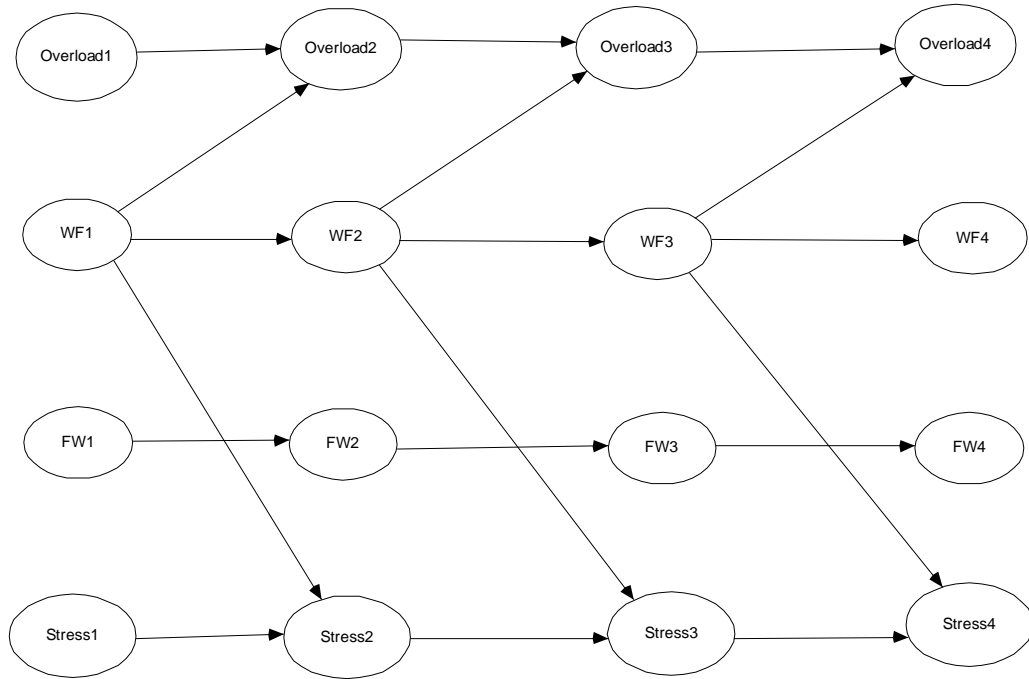 Overload1
Overload2
Overload3
Overload4
WF1
WF2
WF3
WF4
FW1
FW2
FW3
FW4
Stress1
Stress2
Stress3
Stress4